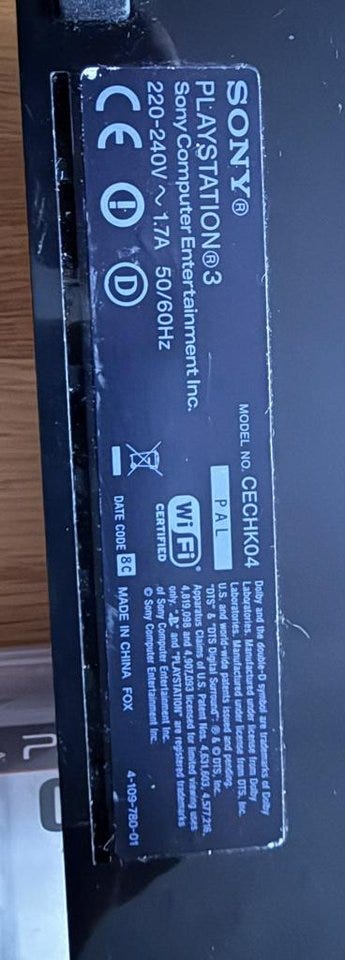 SONY®
PLAYSTATION®3
Sony Computer Entertainment Inc.
220-240V ~ 1.7A 50/60Hz
CE
D
MODEL NO. CECHK04
PAL
Wi Fi®
CERTIFIED
DATE CODE 8C MADE IN CHINA FOX
Dolby and the double-D symbol are trademarks of Dolby
Laboratories. Manufactured under license from Dolby
Laboratories. Manufactured under license from DTS, Inc.
U.S. and world-wide patents issued and pending.
"DTS" & "DTS Digital Surround": ® & © DTS, Inc.
Apparatus Claims of U.S. Patent Nos. 4,631,603, 4,577,216,
4,819,098 and 4,907,093 licensed for limited viewing uses
only. and "PLAYSTATION" are registered trademarks
of Sony Computer Entertainment Inc.
© Sony Computer Entertainment Inc.
4-109-780-01